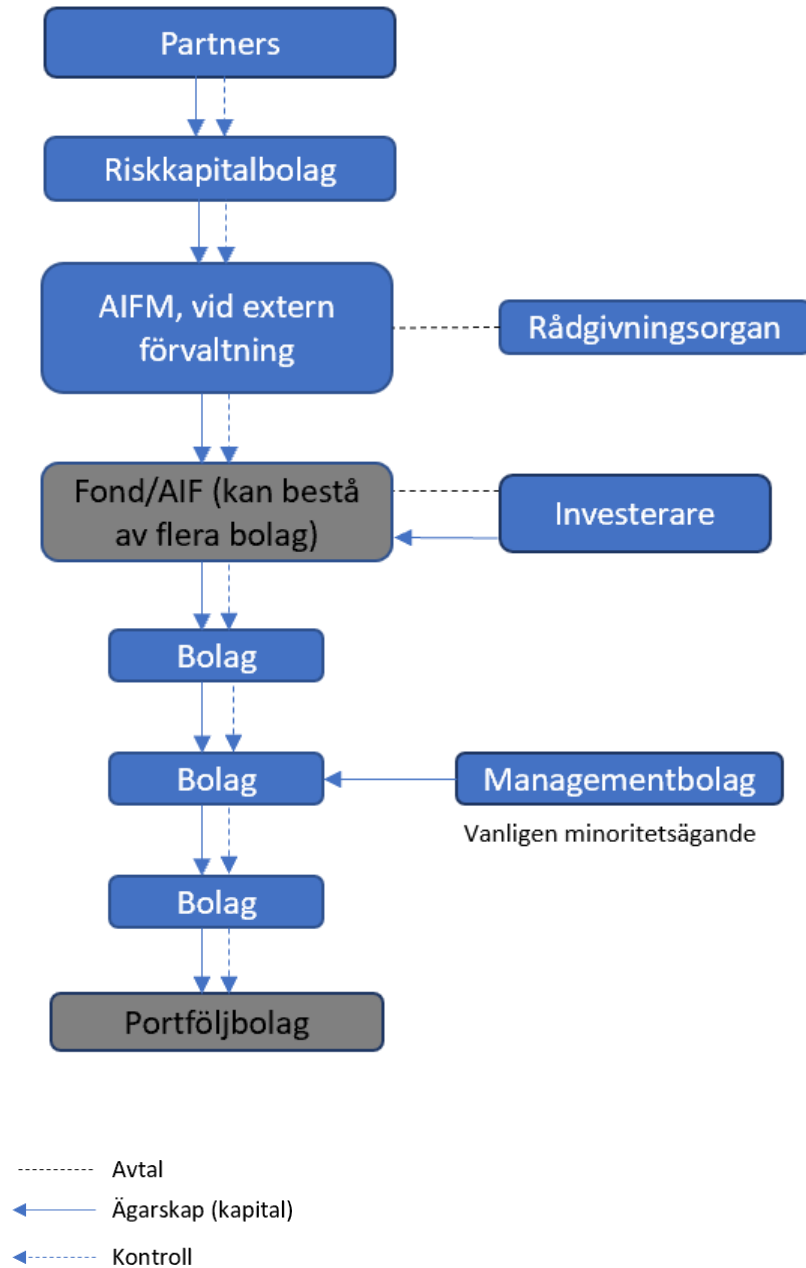 Partners
Riskkapitalbolag
AIFM, vid extern
förvaltning
Rådgivningsorgan
Fond/AIF (kan bestå
av flera bolag)
Investerare
Bolag
Bolag
Managementbolag
Vanligen minoritetsägande
Bolag
Portföljbolag
Avtal
Ägarskap (kapital)
Kontroll